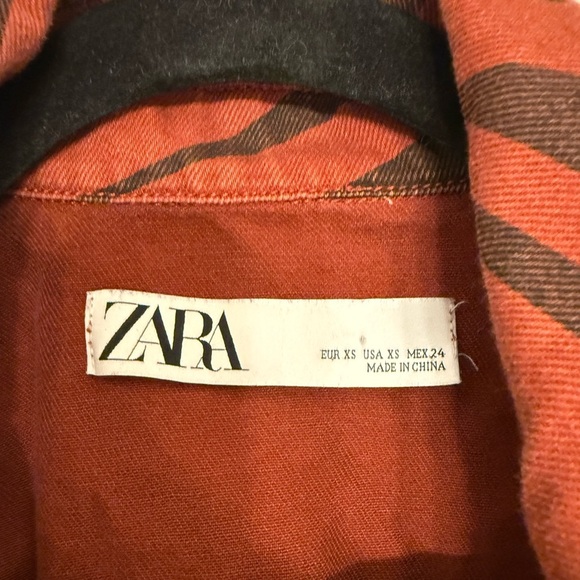 ZARA
EUR XS USA XS MEX 24
MADE IN CHINA